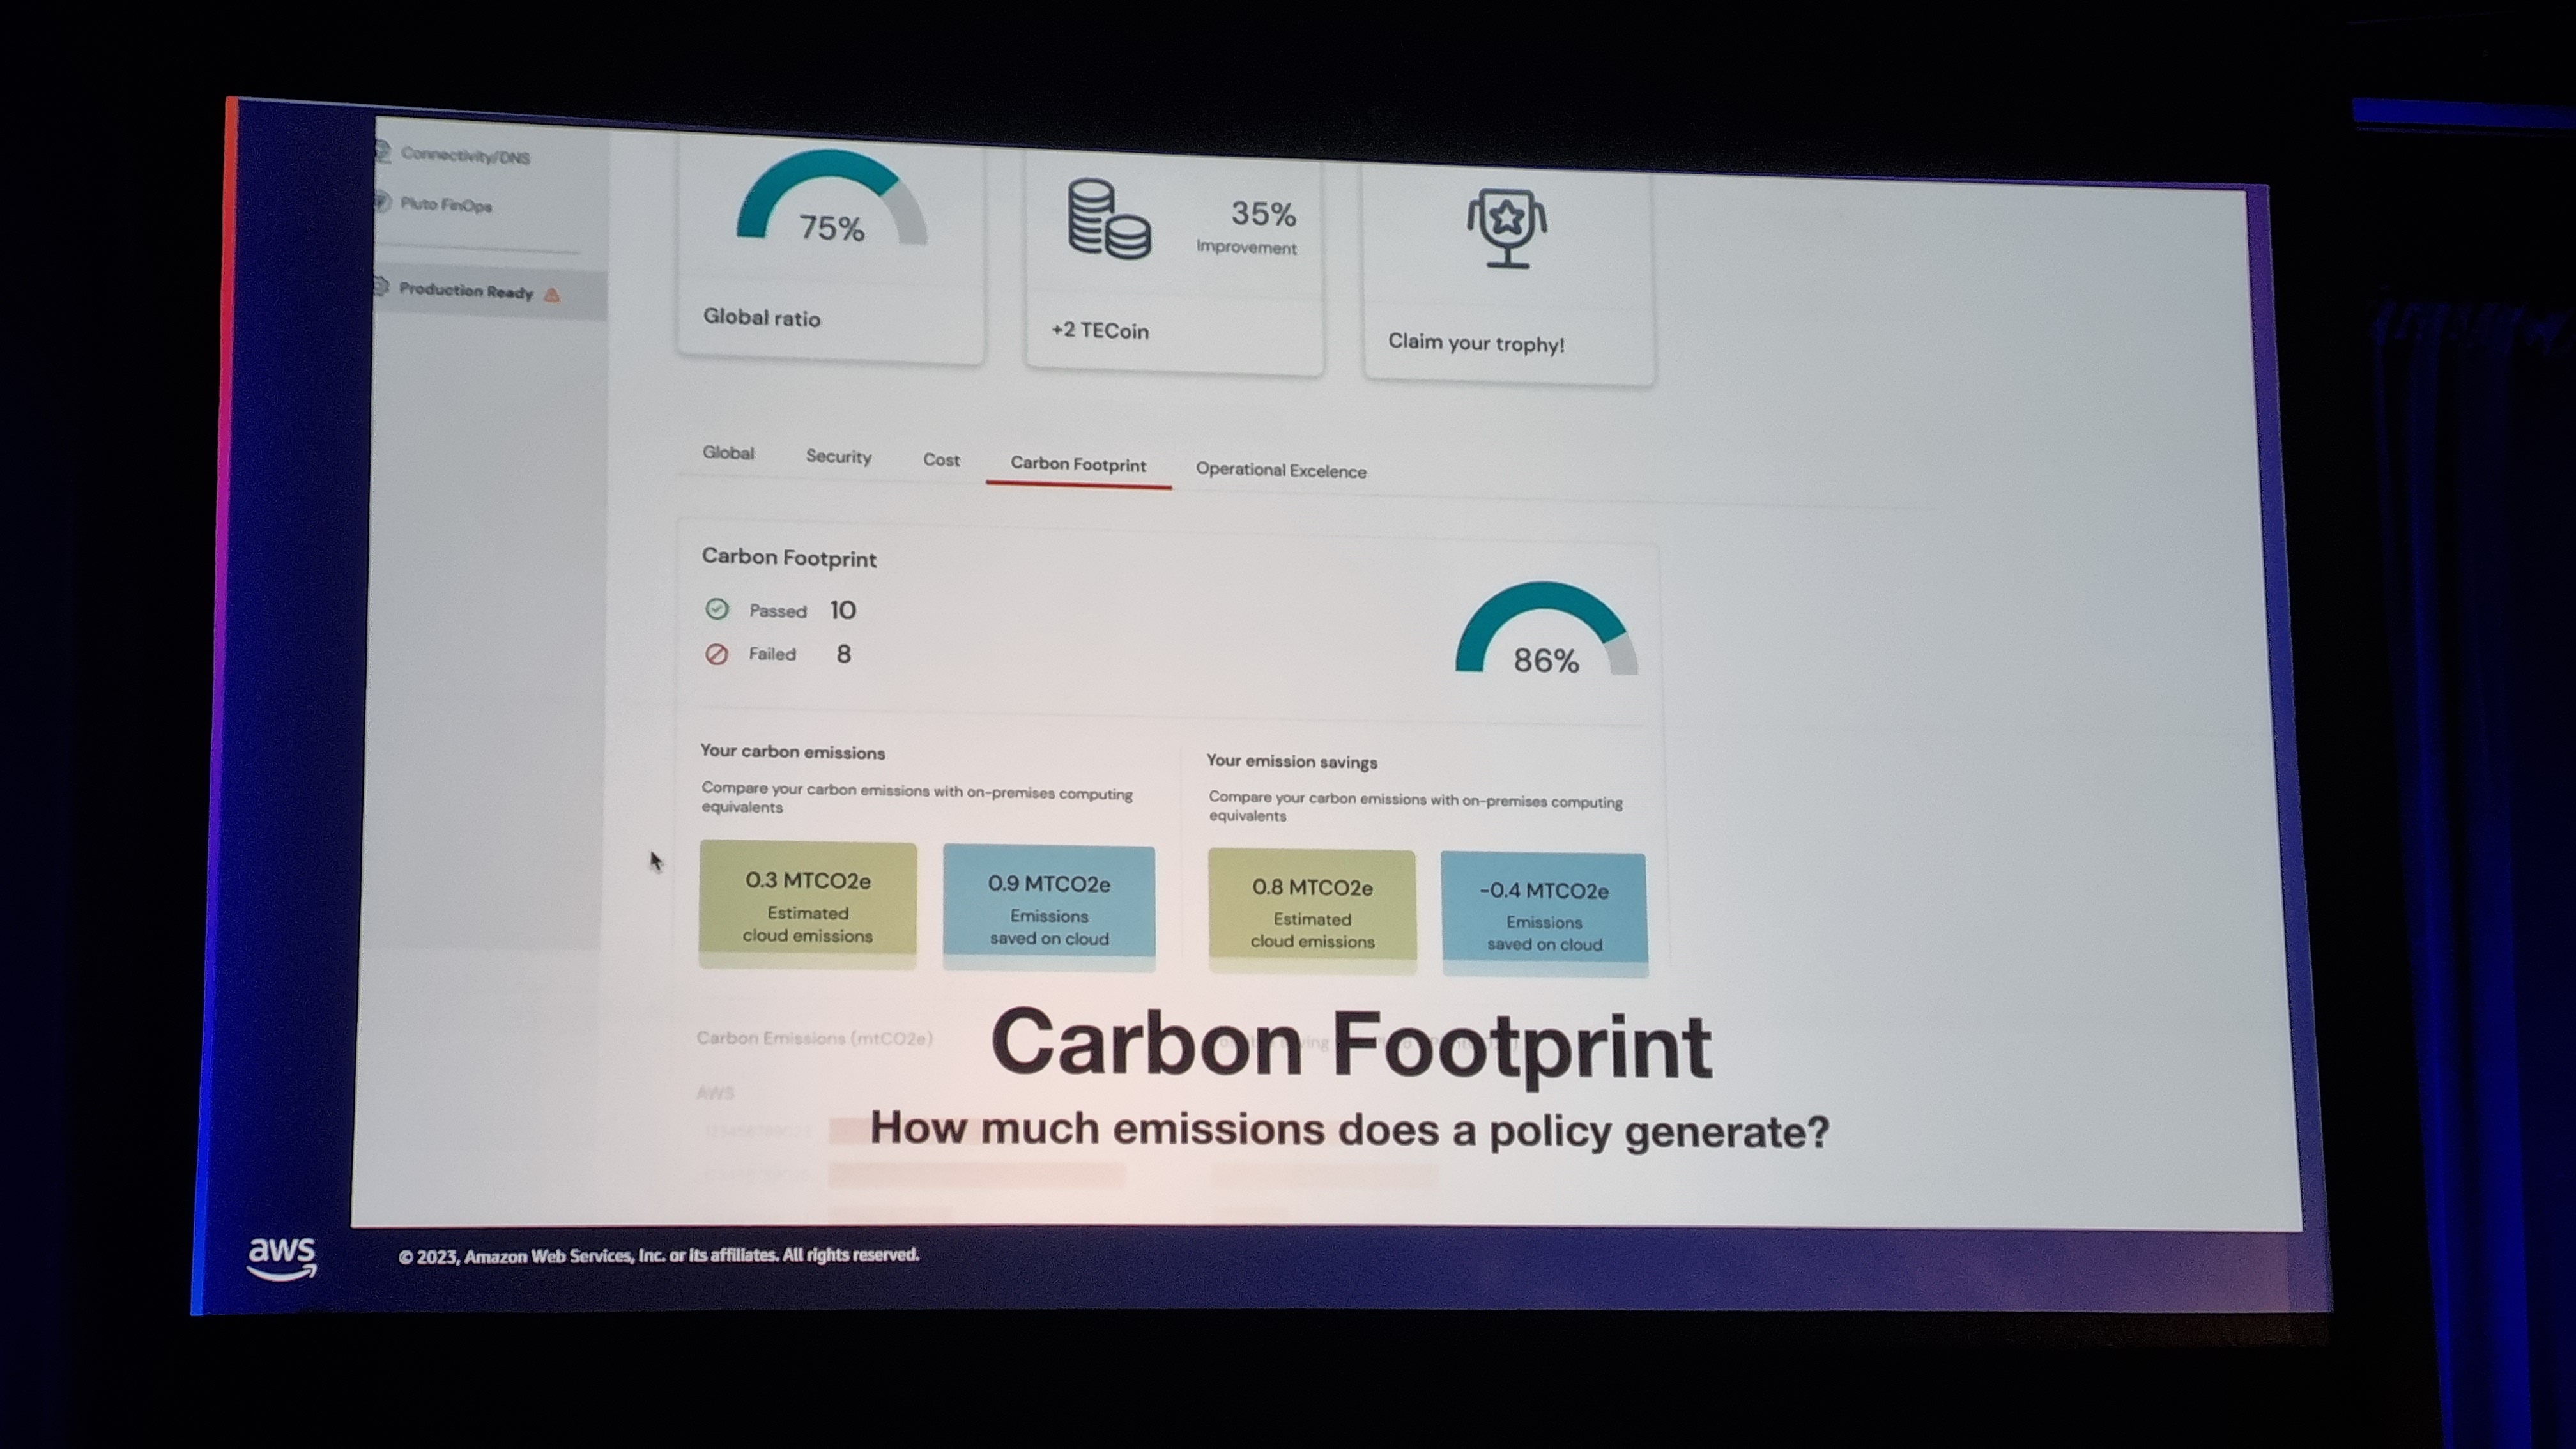 Connectivity/DNS
Pluto FinOps
Production Ready
75%
Global ratio
35%
Improvement
+2 TECoin
Claim your trophy!
Global
Security
Cost
Carbon Footprint
Operational Excelence
Carbon Footprint
Passed 10
Failed 8
86%
Your carbon emissions
Compare your carbon emissions with on-premises computing
equivalents
0.3 MTCO2e
Estimated
cloud emissions
0.9 MTCO2e
Emissions
saved on cloud
Your emission savings
Compare your carbon emissions with on-premises computing
equivalents
0.8 MTCO2e
Estimated
cloud emissions
-0.4 MTCO2e
Emissions
saved on cloud
Carbon Emissions (mtCO2e)
AWS
Carbon Footprint
How much emissions does a policy generate?
aws
© 2023, Amazon Web Services, Inc. or its affiliates. All rights reserved.